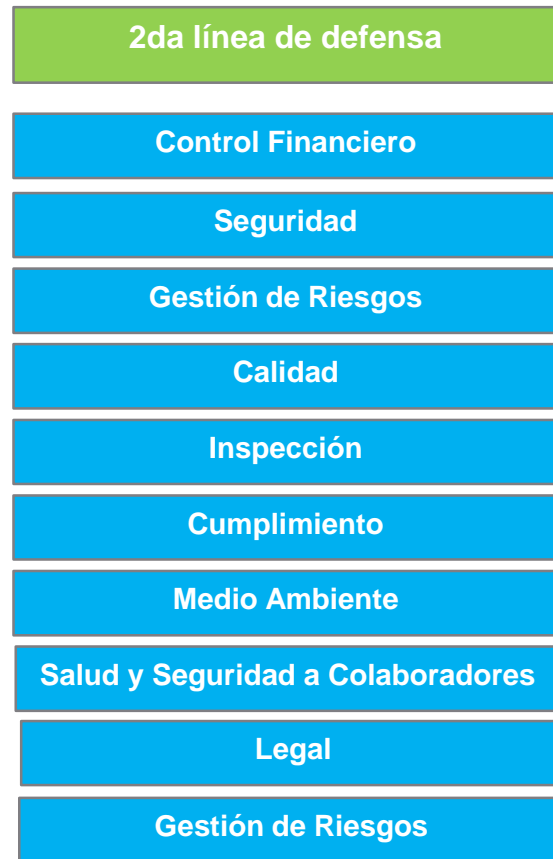 2da línea de defensa
Control Financiero
Seguridad
Gestión de Riesgos
Calidad
Inspección
Cumplimiento
Medio Ambiente
Salud y Seguridad a Colaboradores
Legal
Gestión de Riesgos